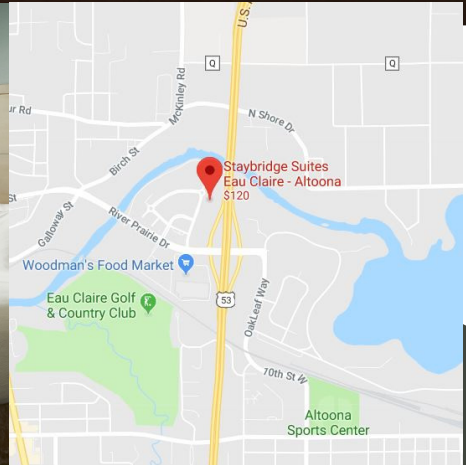 U.S.
Q
Q
McKinley Rd
ur Rd
N Shore Dr
Birch St
Staybridge Suites
Eau Claire - Altoona
$120
St
Galloway St
River Prairie Dr
Woodman's Food Market
53
Eau Claire Golf
& Country Club
OakLeaf Way
10th St W
Altoona
Sports Center